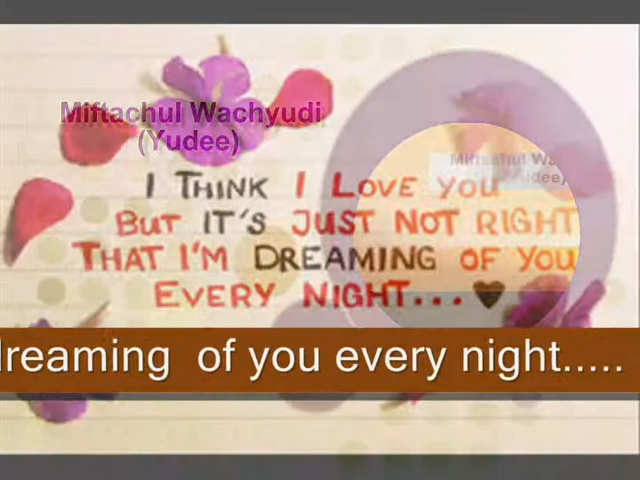 Miftachul Wachyudi
(Yudee)
I THINK I LOVE YOU
BUT IT'S JUST NOT RIGHT
THAT I'M DREAMING OF YOU
EVERY NIGHT...
dreaming of you every night.....